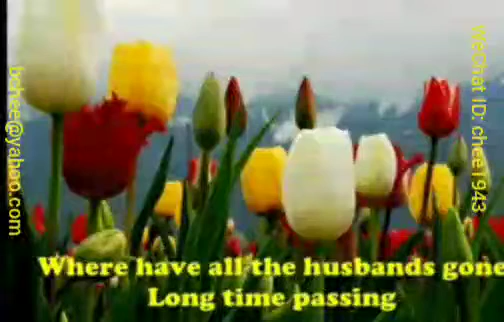 bchee@yahoo.com
WeChat ID: chee1943
Where have all the husbands gone
Long time passing